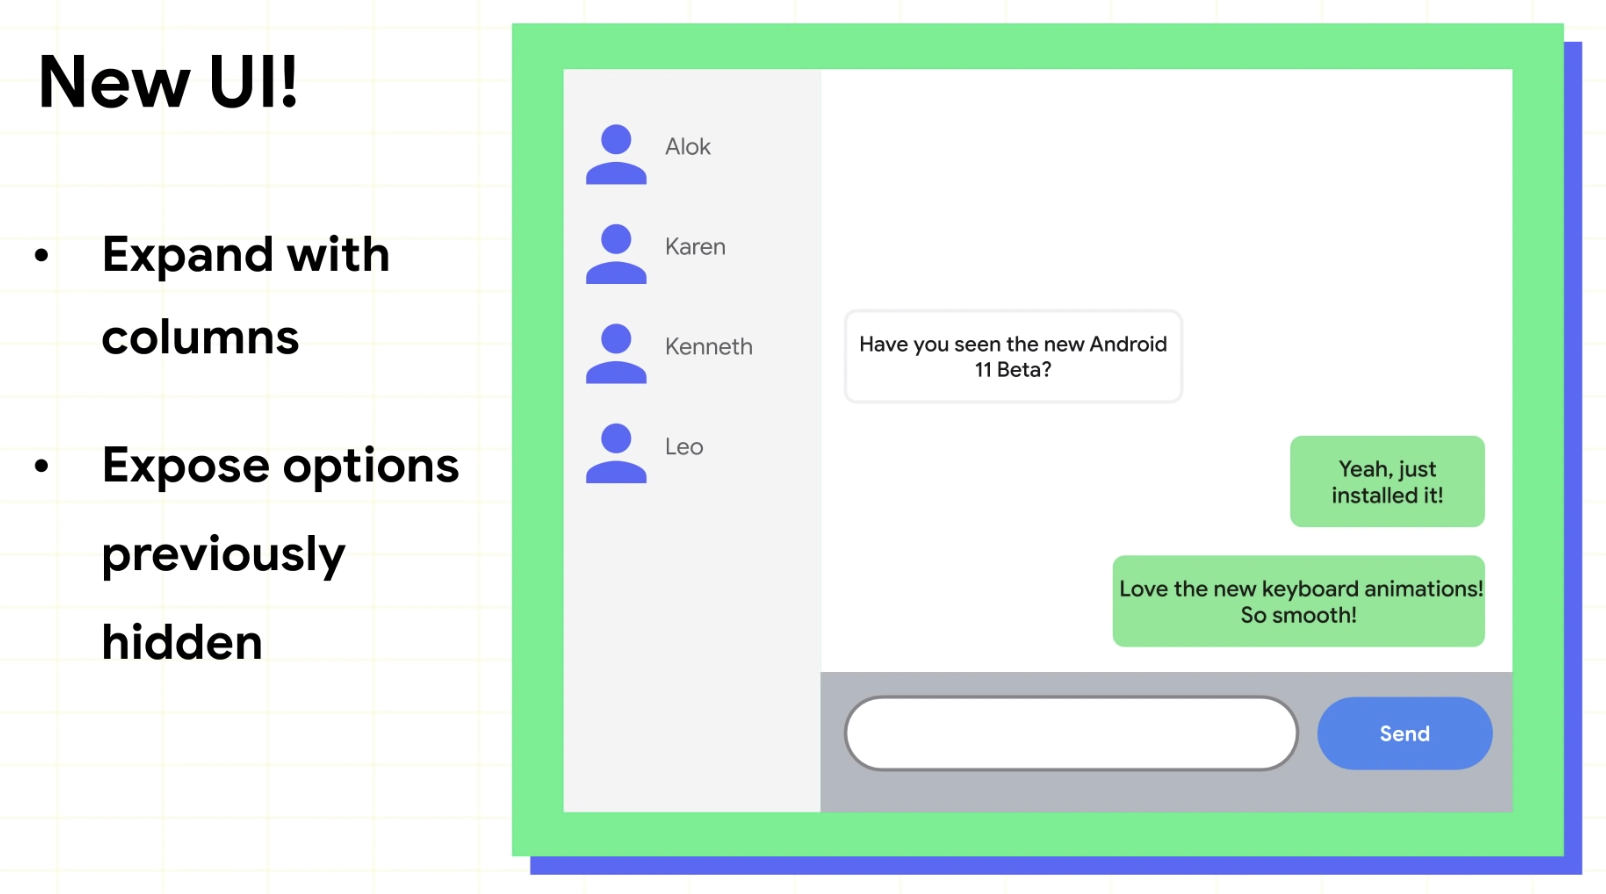 New UI!
• Expand with
columns
• Expose options
previously
hidden
Alok
Karen
Kenneth
Leo
Have you seen the new Android
11 Beta?
Yeah, just
installed it!
Love the new keyboard animations!
So smooth!
Send